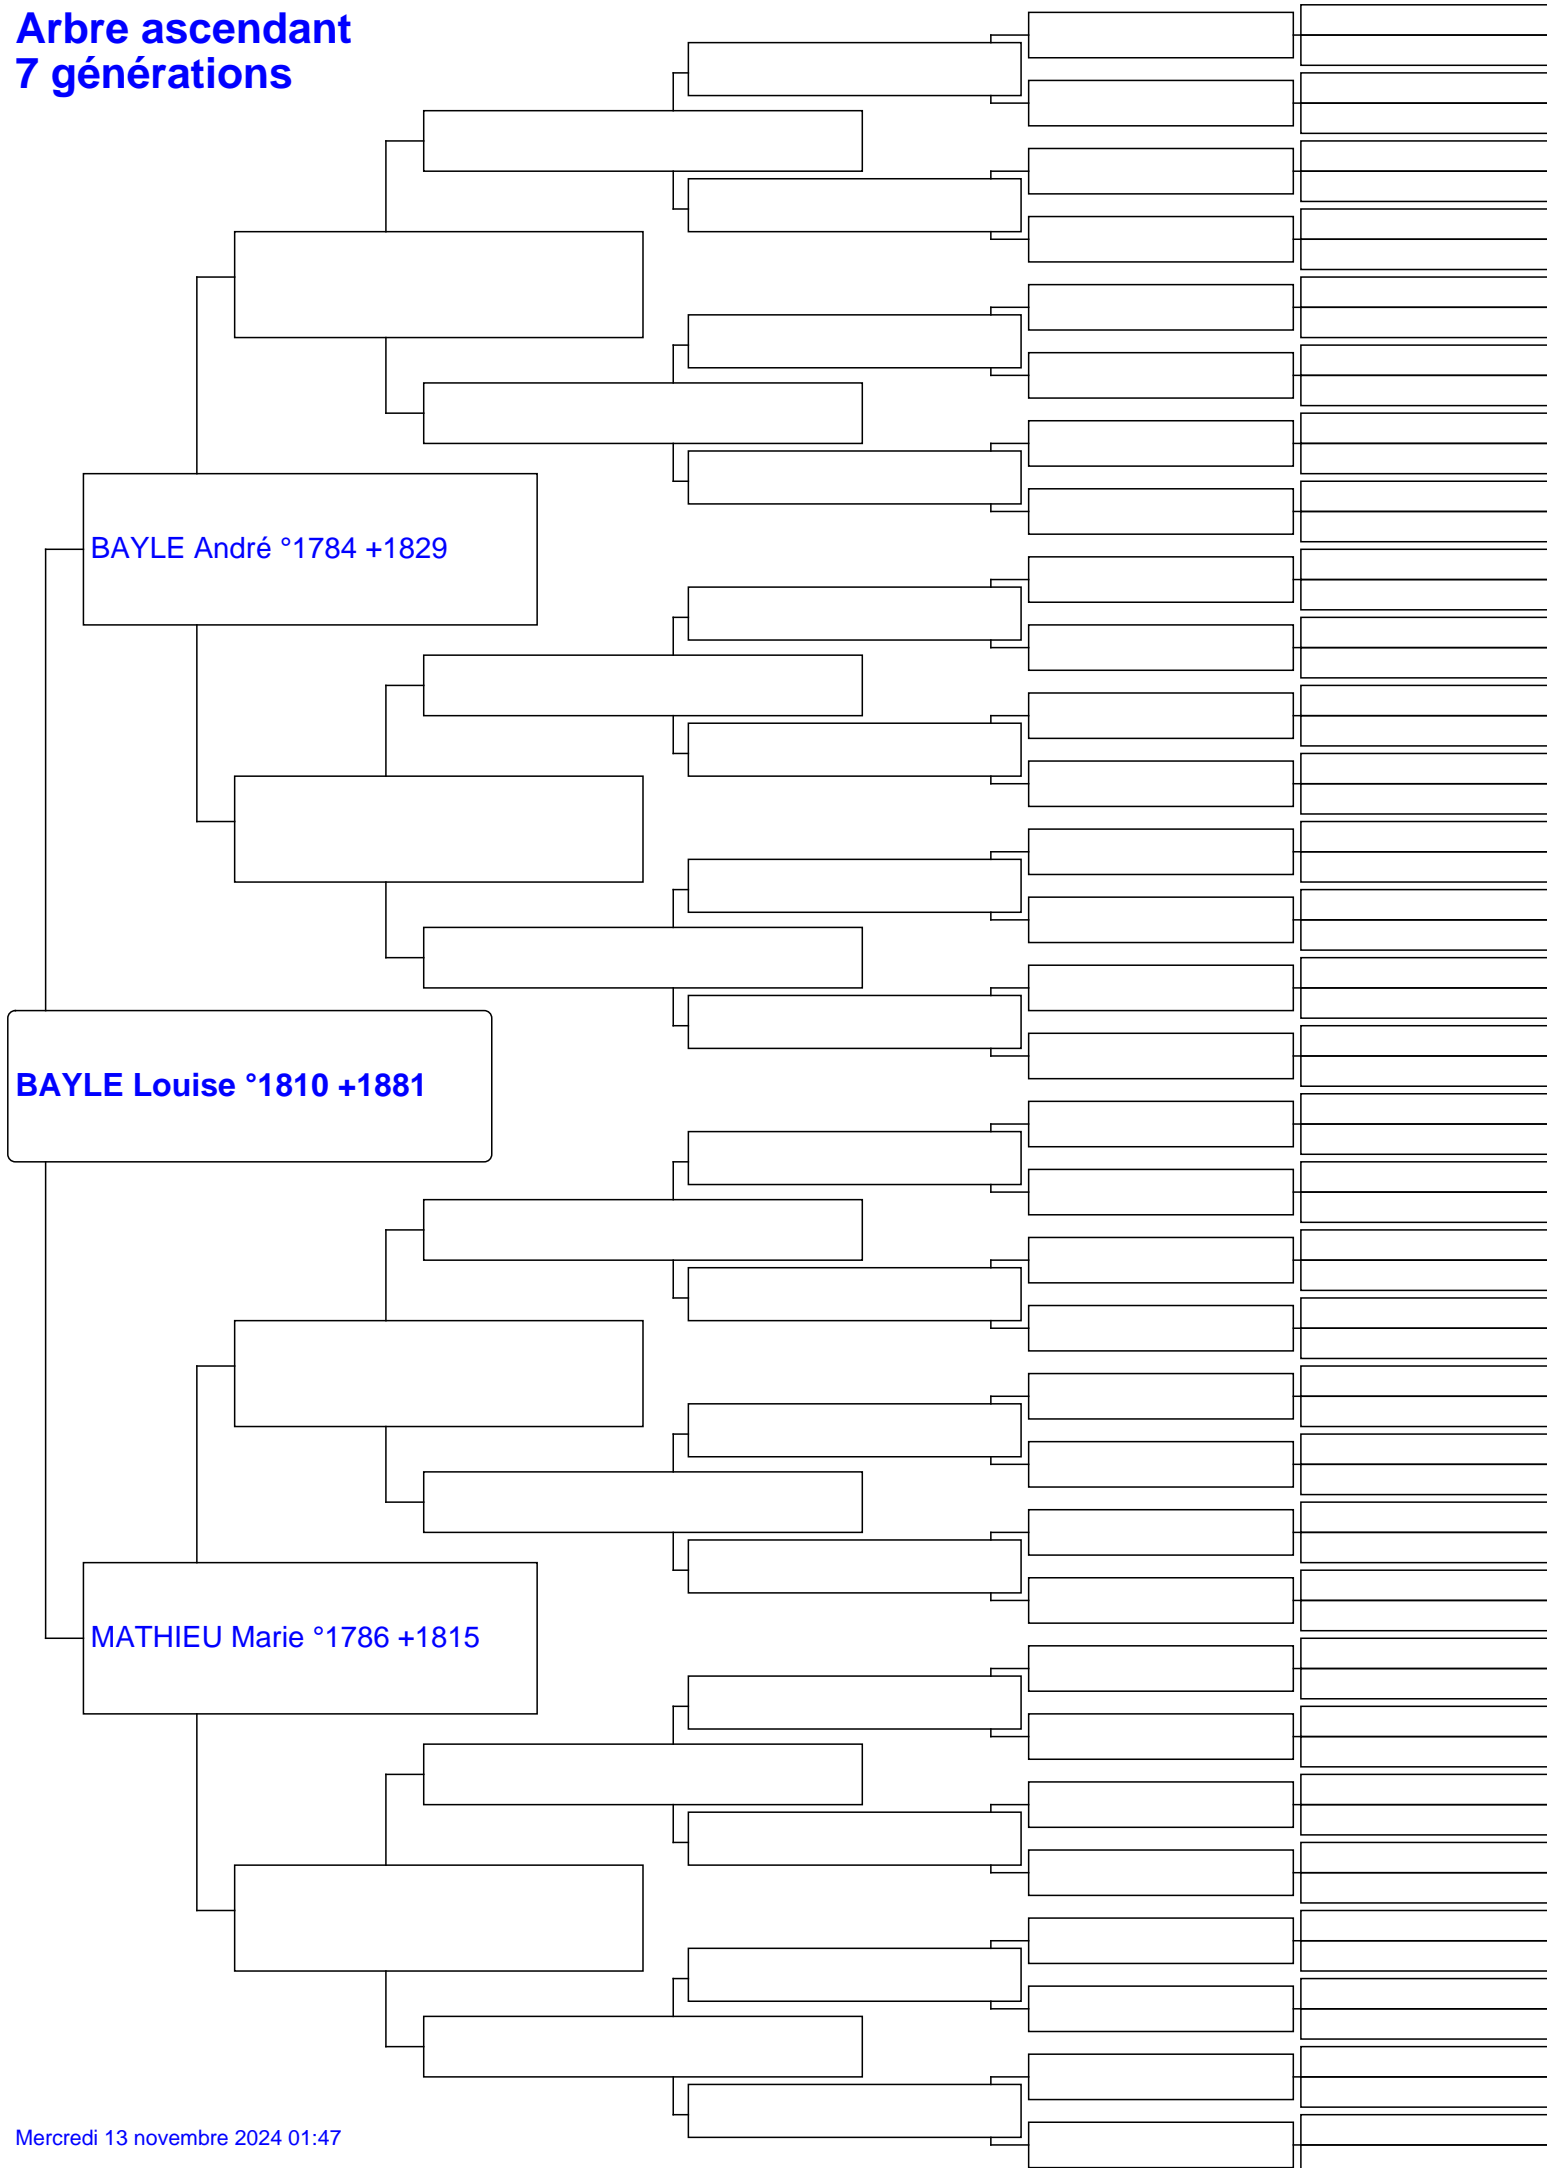 Arbre ascendant
7 générations
BAYLE André °1784 +1829
BAYLE Louise °1810 +1881
MATHIEU Marie °1786 +1815
Mercredi 13 novembre 2024 01:47